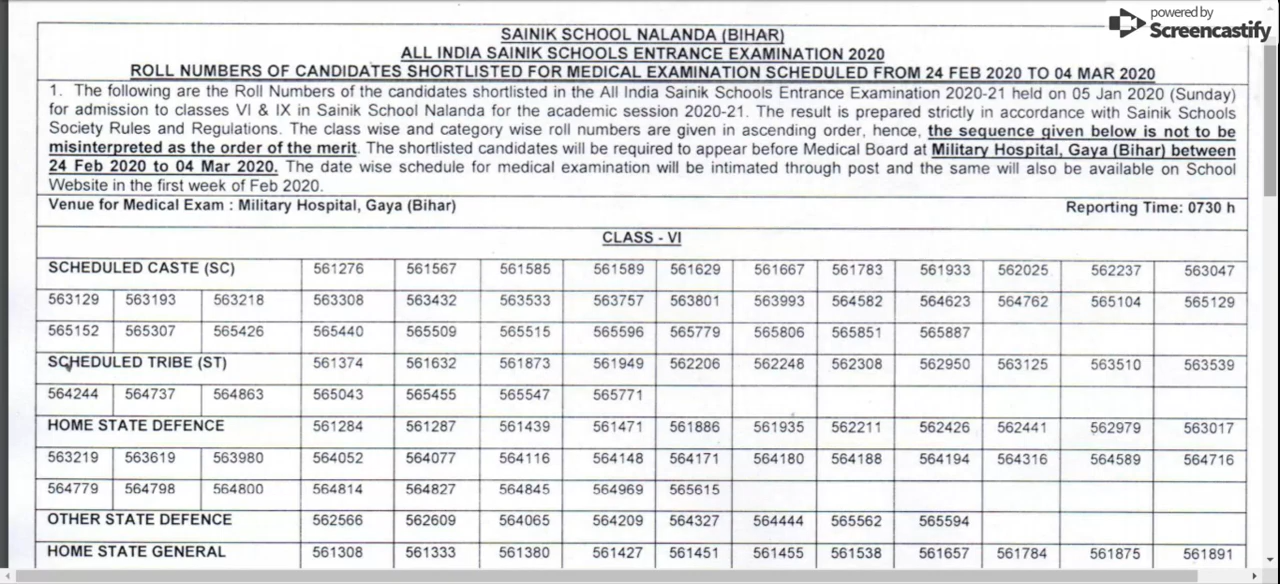 powered by
Screencastify
SAINIK SCHOOL NALANDA (BIHAR)
ALL INDIA SAINIK SCHOOLS ENTRANCE EXAMINATION 2020
ROLL NUMBERS OF CANDIDATES SHORTLISTED FOR MEDICAL EXAMINATION SCHEDULED FROM 24 FEB 2020 TO 04 MAR 2020
1. The following are the Roll Numbers of the candidates shortlisted in the All India Sainik Schools Entrance Examination 2020-21 held on 05 Jan 2020 (Sunday)
for admission to classes VI & IX in Sainik School Nalanda for the academic session 2020-21. The result is prepared strictly in accordance with Sainik Schools
Society Rules and Regulations. The class wise and category wise roll numbers are given in ascending order, hence, the sequence given below is not to be
misinterpreted as the order of the merit. The shortlisted candidates will be required to appear before Medical Board at Military Hospital, Gaya (Bihar) between
24 Feb 2020 to 04 Mar 2020. The date wise schedule for medical examination will be intimated through post and the same will also be available on School
Website in the first week of Feb 2020.
Venue for Medical Exam : Military Hospital, Gaya (Bihar) Reporting Time: 0730 h
CLASS - VI
SCHEDULED CASTE (SC) 561276 561567 561585 561589 561629 561667 561783 561933 562025 562237 563047
563129 563193 563218 563308 563432 563533 563757 563801 563993 564582 564623 564762 565104 565129
565152 565307 565426 565440 565509 565515 565596 565779 565806 565851 565887
SCHEDULED TRIBE (ST) 561374 561632 561873 561949 562206 562248 562308 562950 563125 563510 563539
564244 564737 564863 565043 565455 565547 565771
HOME STATE DEFENCE 561284 561287 561439 561471 561886 561935 562211 562426 562441 562979 563017
563219 563619 563980 564052 564077 564116 564148 564171 564180 564188 564194 564316 564589 564716
564779 564798 564800 564814 564827 564845 564969 565615
OTHER STATE DEFENCE 562566 562609 564065 564209 564327 564444 565562 565594
HOME STATE GENERAL 561308 561333 561380 561427 561451 561455 561538 561657 561784 561875 561891